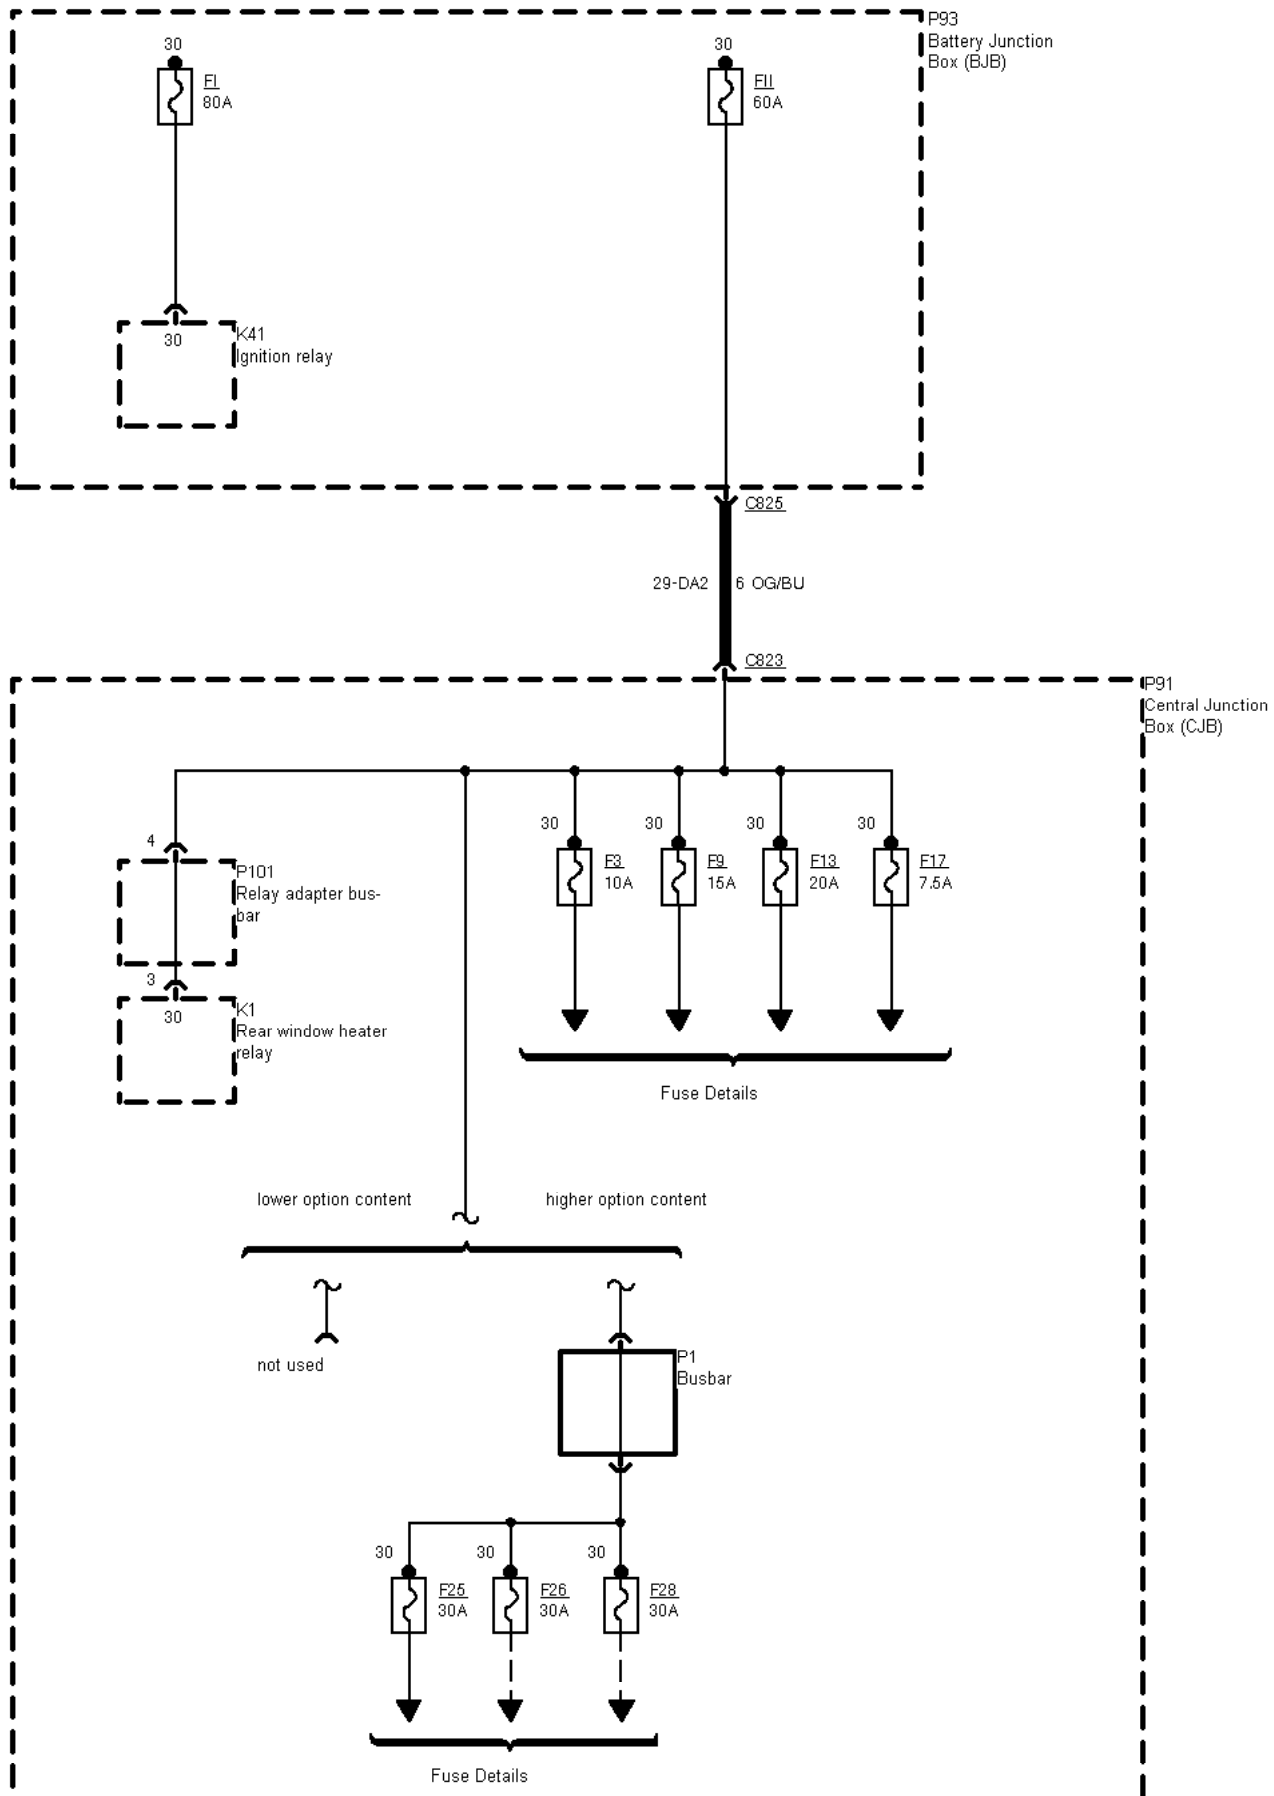 P93
Battery Junction
Box (BJB)
30
FI
80A
30
FII
60A
30
K41
Ignition relay
C825
29-DA2
6 OG/BU
C823
P91
Central Junction
Box (CJB)
4
P101
Relay adapter bus-
bar
3
30
K1
Rear window heater
relay
30
F3
10A
30
F9
15A
30
F13
20A
30
F17
7.5A
Fuse Details
lower option content
higher option content
not used
P1
Busbar
30
F25
30A
30
F26
30A
30
F28
30A
Fuse Details